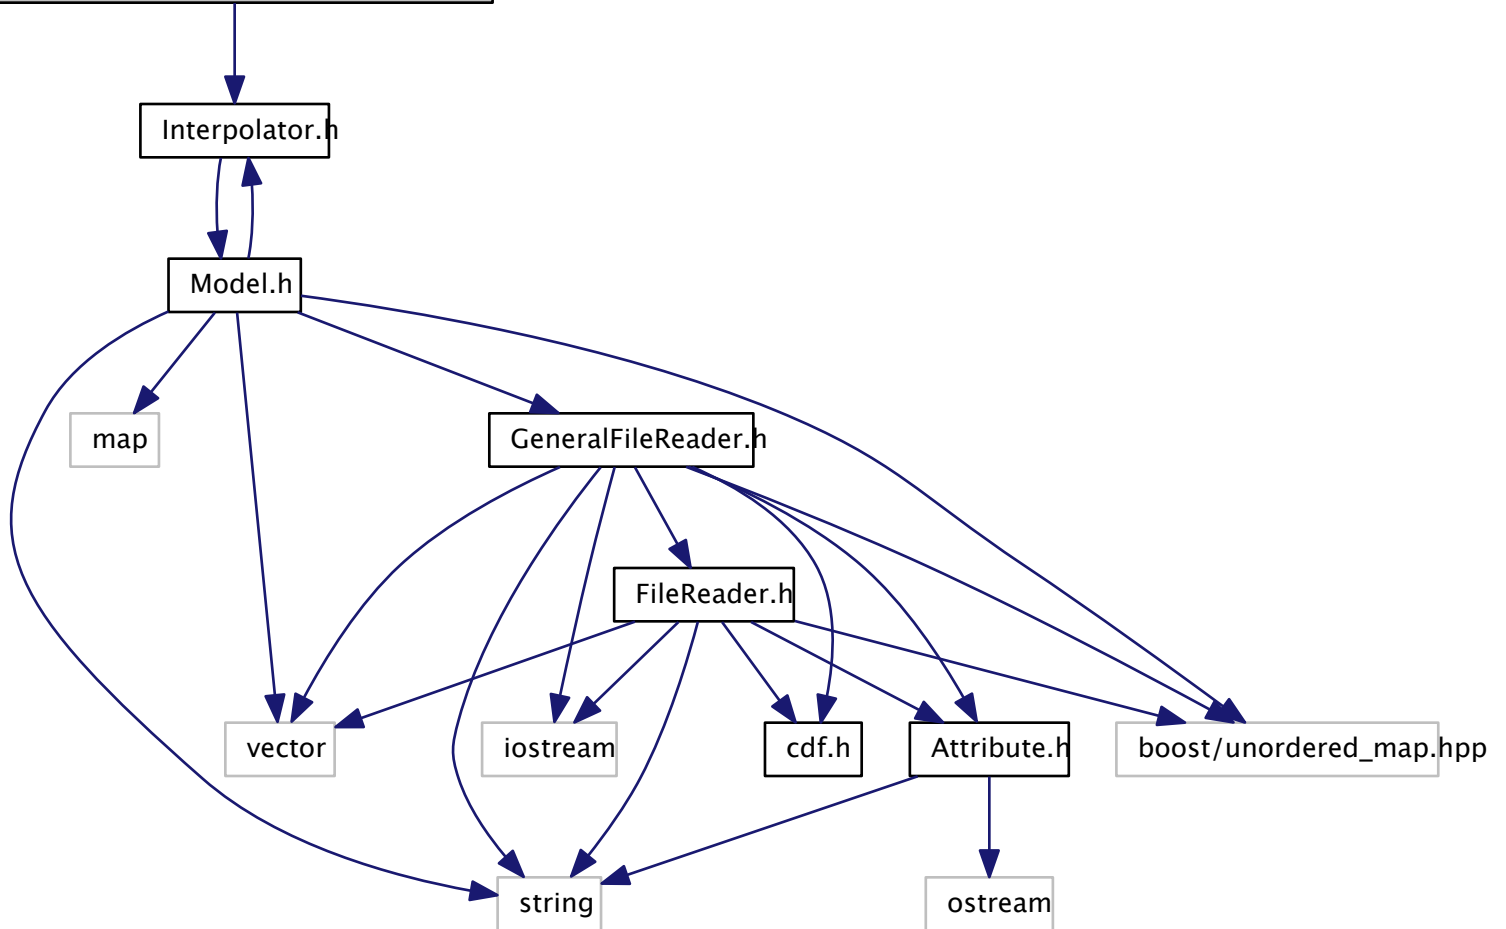 Interpolator.h
Model.h
map
GeneralFileReader.h
FileReader.h
vector
iostream
cdf.h
Attribute.h
boost/unordered_map.hpp
string
ostream